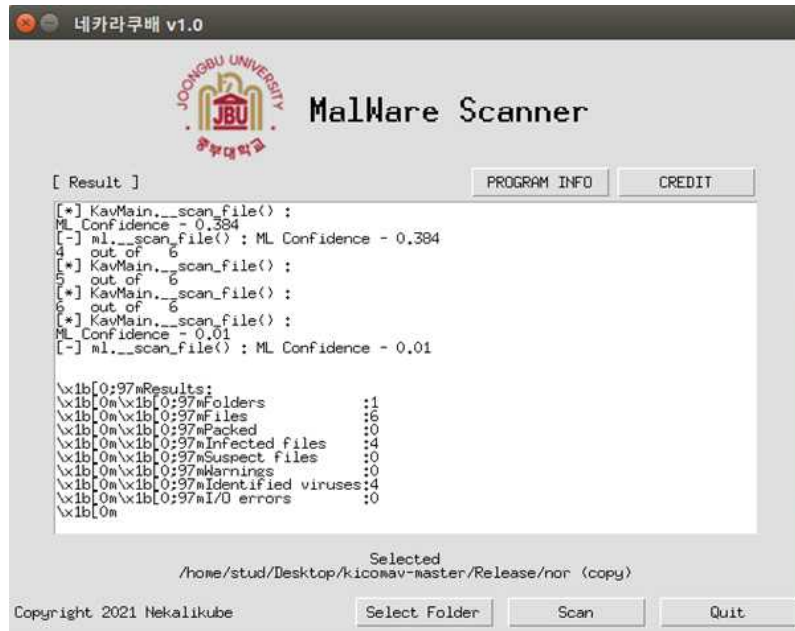 네카라쿠배 v1.0
JOONGBU UNIVERSITY
JBU
중부대학교
MalWare Scanner
[ Result ]
PROGRAM INFO
CREDIT
[*] KavMain.__scan_file() :
ML Confidence - 0.384
[-] ml.__scan_file() : ML Confidence - 0.384
4 out of 6
[*] KavMain.__scan_file() :
5 out of 6
[*] KavMain.__scan_file() :
6 out of 6
[*] KavMain.__scan_file() :
ML Confidence - 0.01
[-] ml.__scan_file() : ML Confidence - 0.01
\x1b[0;97mResults:
\x1b[0m\x1b[0;97mFolders :1
\x1b[0m\x1b[0;97mFiles :6
\x1b[0m\x1b[0;97mPacked :0
\x1b[0m\x1b[0;97mInfected files :4
\x1b[0m\x1b[0;97mSuspect files :0
\x1b[0m\x1b[0;97mWarnings :0
\x1b[0m\x1b[0;97mIdentified viruses:4
\x1b[0m\x1b[0;97mI/O errors :0
\x1b[0m
Selected
/home/stud/Desktop/kicomav-master/Release/nor (copy)
Copyright 2021 Nekalikube
Select Folder
Scan
Quit